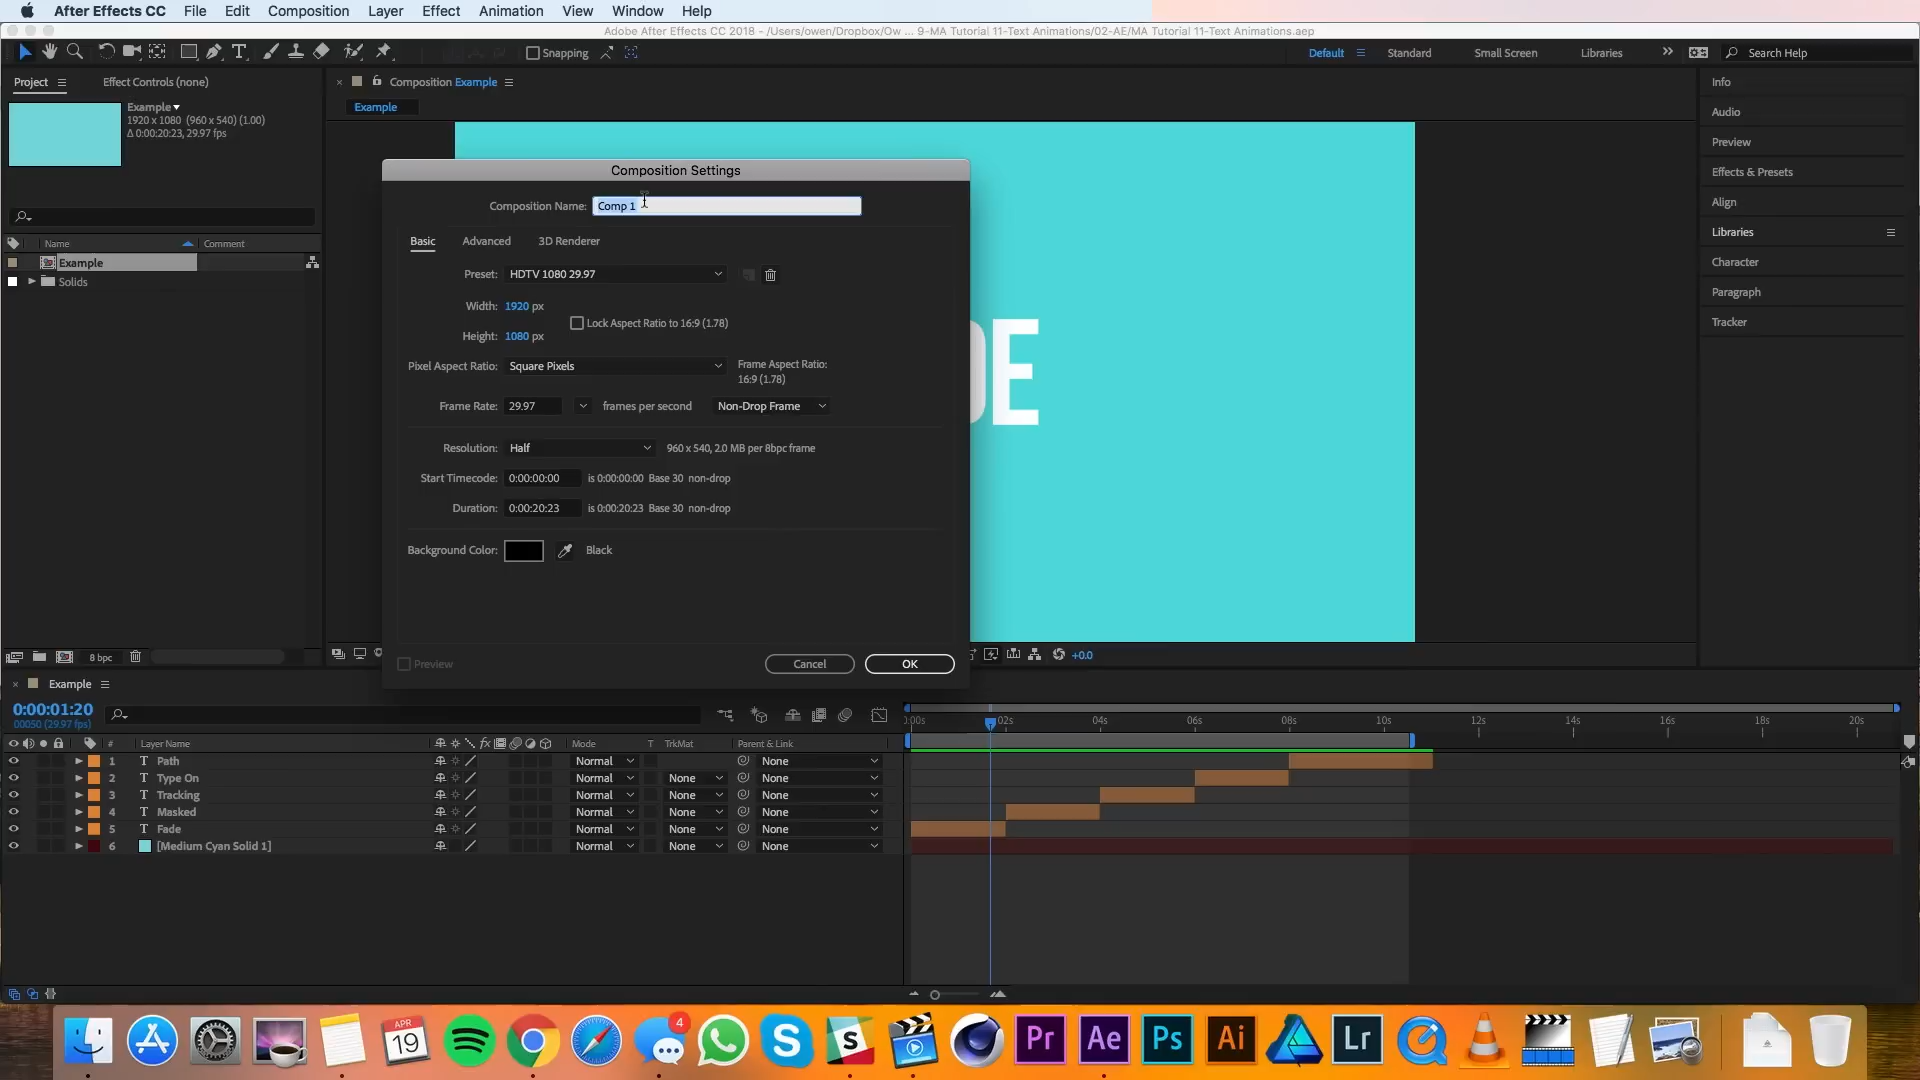 After Effects CC File Edit Composition Layer Effect Animation View Window Help
Adobe After Effects CC 2018 - /Users/owen/Dropbox/Ow ... 9-MA Tutorial 11-Text Animations/02-AE/MA Tutorial 11-Text Animations.aep
Snapping Default Standard Small Screen Libraries Search Help
Project Effect Controls (none) Composition Example
Example
Example
1920 x 1080 (960 x 540) (1.00)
Δ 0:00:20:23, 29.97 fps
Name Comment
Example
Solids
8 bpc
Composition Settings
Composition Name: Comp 1
Basic Advanced 3D Renderer
Preset: HDTV 1080 29.97
Width: 1920 px
Lock Aspect Ratio to 16:9 (1.78)
Height: 1080 px
Pixel Aspect Ratio: Square Pixels
Frame Aspect Ratio:
16:9 (1.78)
Frame Rate: 29.97 frames per second Non-Drop Frame
Resolution: Half 960 x 540, 2.0 MB per 8bpc frame
Start Timecode: 0:00:00:00 is 0:00:00:00 Base 30 non-drop
Duration: 0:00:20:23 is 0:00:20:23 Base 30 non-drop
Background Color: Black
Preview Cancel OK
DE
+0.0
Info
Audio
Preview
Effects & Presets
Align
Libraries
Character
Paragraph
Tracker
Example
0:00:01:20
00050 (29.97 fps)
# Layer Name Mode T TrkMat Parent & Link
1 T Path Normal None
2 T Type On Normal None None
3 T Tracking Normal None None
4 T Masked Normal None None
5 T Fade Normal None None
6 [Medium Cyan Solid 1] Normal None None
):00s 02s 04s 06s 08s 10s 12s 14s 16s 18s 20s
APR
19
4
Pr Ae Ps Ai Lr